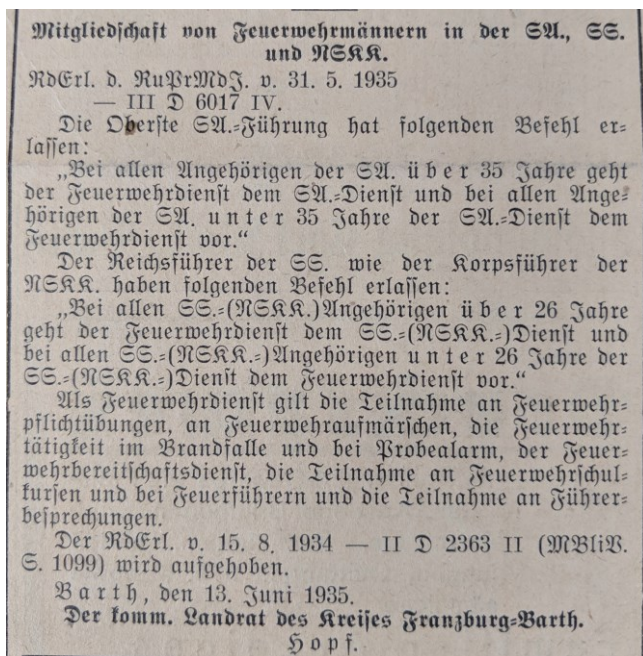 Mitgliedschaft von Feuerwehrmännern in der SA., SS.
und NSKK.
RdErl. d. RuPrMdJ. v. 31. 5. 1935
— III D 6017 IV.
Die Oberste SA.-Führung hat folgenden Befehl er-
lassen:
„Bei allen Angehörigen der SA. über 35 Jahre geht
der Feuerwehrdienst dem SA.-Dienst und bei allen Ange-
hörigen der SA. unter 35 Jahre der SA.-Dienst dem
Feuerwehrdienst vor.“
Der Reichsführer der SS. wie der Korpsführer der
NSKK. haben folgenden Befehl erlassen:
„Bei allen SS.-(NSKK.)Angehörigen über 26 Jahre
geht der Feuerwehrdienst dem SS.-(NSKK.-)Dienst und
bei allen SS.-(NSKK.-)Angehörigen unter 26 Jahre der
SS.-(NSKK.-)Dienst dem Feuerwehrdienst vor.“
Als Feuerwehrdienst gilt die Teilnahme an Feuerwehr-
pflichtübungen, an Feuerwehraufmärschen, die Feuerwehr-
tätigkeit im Brandfalle und bei Probealarm, der Feuer-
wehrbereitschaftsdienst, die Teilnahme an Feuerwehrschul-
kursen und bei Feuerführern und die Teilnahme an Führer-
besprechungen.
Der RdErl. v. 15. 8. 1934 — II D 2363 II (MBliV.
S. 1099) wird aufgehoben.
Barth, den 13. Juni 1935.
Der komm. Landrat des Kreises Franzburg-Barth.
Hopf.